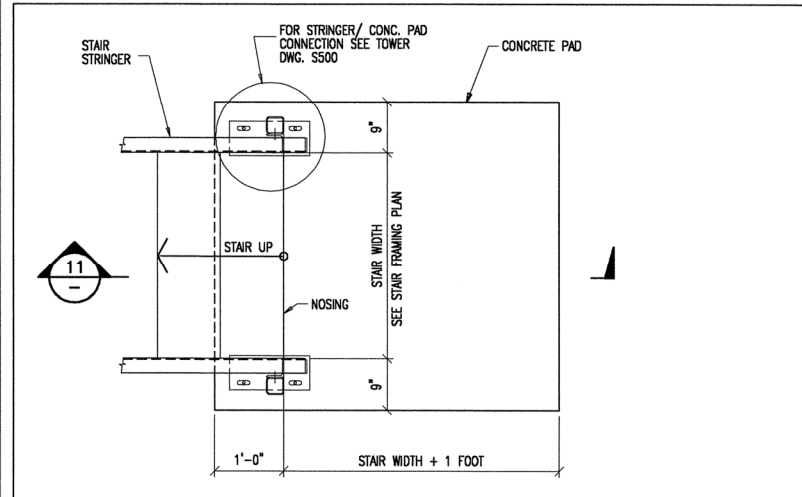 FOR STRINGER/ CONC. PAD
CONNECTION SEE TOWER
DWG. S500
STAIR
STRINGER
CONCRETE PAD
9"
STAIR WIDTH
SEE STAIR FRAMING PLAN
STAIR UP
11
-
NOSING
9"
1'-0"
STAIR WIDTH + 1 FOOT